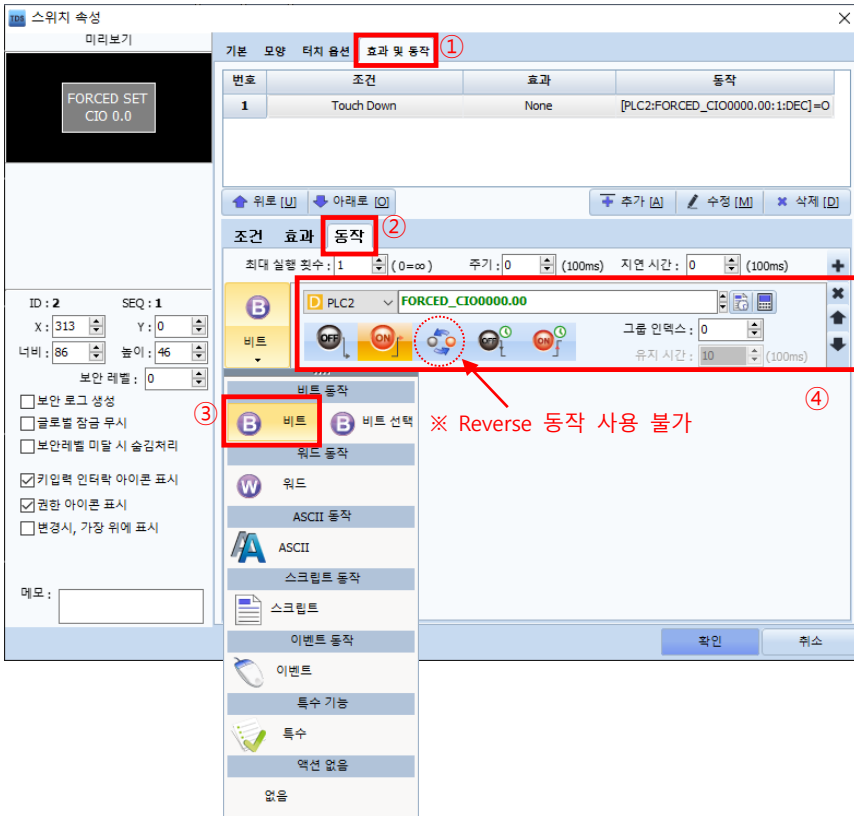 TDS 스위치 속성
미리보기
FORCED SET
CIO 0.0
기본 모양 터치 옵션 효과 및 동작 ①
번호 조건 효과 동작
1 Touch Down None [PLC2:FORCED_CIO0000.00:1:DEC]=O
위로 [U] 아래로 [O] 추가 [A] 수정 [M] 삭제 [D]
조건 효과 동작 ②
최대 실행 횟수 : 1 ( 0=∞ ) 주기 : 0 (100ms) 지연 시간 : 0 (100ms)
ID : 2 SEQ : 1
X : 313 Y : 0
너비 : 86 높이 : 46
보안 레벨 : 0
보안 로그 생성
글로벌 잠금 무시
보안레벨 미달 시 숨김처리
키입력 인터락 아이콘 표시
권한 아이콘 표시
변경시, 가장 위에 표시
메모 :
B
비트
D PLC2 FORCED_CIO0000.00
OFF ON OFF ON
그룹 인덱스 : 0
유지 시간 : 10 (100ms)
④
비트 동작
③ B 비트 B 비트 선택
※ Reverse 동작 사용 불가
워드 동작
W 워드
ASCII 동작
A ASCII
스크립트 동작
스크립트
이벤트 동작
이벤트
특수 기능
특수
액션 없음
없음
확인 취소